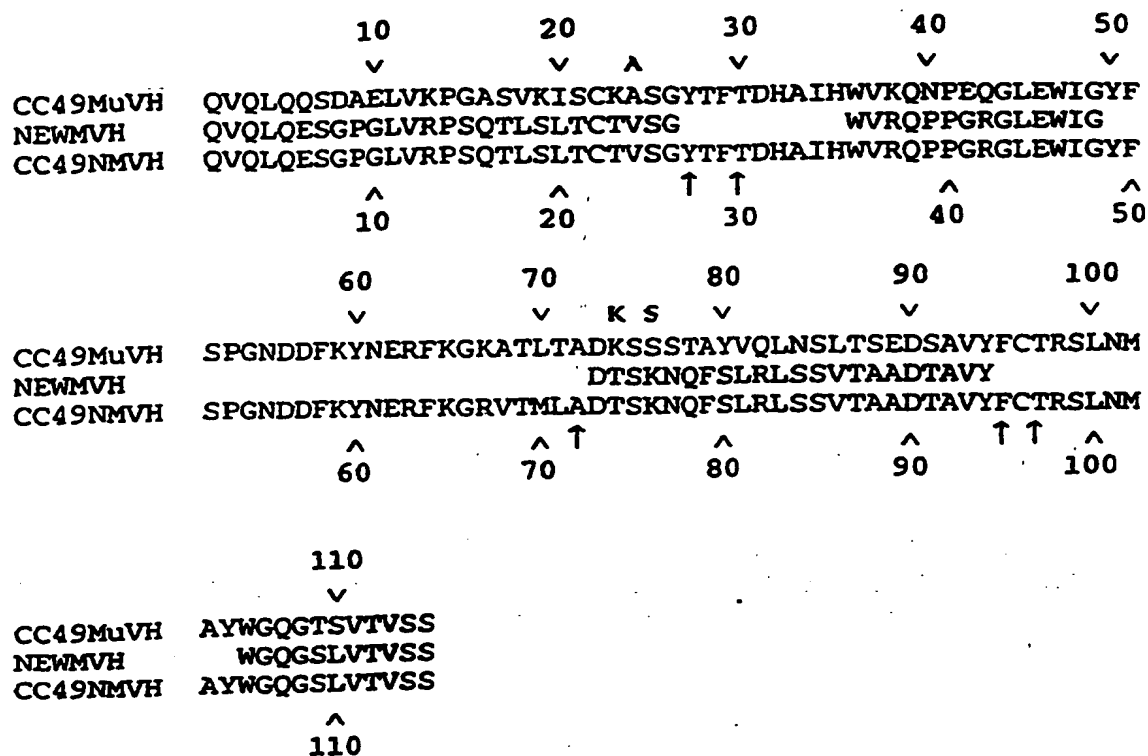 10 20 30 40 50
v v ʌ v v v
CC49MuVH QVQLQQSDAELVKPGASVKISCKASGYTFTDHAIHWVKQNPEQGLEWIGYF
NEWMVH QVQLQESGPGLVRPSQTLSLTCTVSG WVRQPPGRGLEWIG
CC49NMVH QVQLQESGPGLVRPSQTLSLTCTVSGYTFTDHAIHWVRQPPGRGLEWIGYF
^ ^ ↑ ↑ ^ ^
10 20 30 40 50
60 70 80 90 100
v v K S v v v
CC49MuVH SPGNDDFKYNERFKGKATLTADKSSSTAYVQLNSLTSEDSAVYFCTRSLNM
NEWMVH DTSKNQFSLRLSSVTAADTAVY
CC49NMVH SPGNDDFKYNERFKGRVTMLADTSKNQFSLRLSSVTAADTAVYFCTRSLNM
^ ^ ↑ ^ ^ ↑ ↑ ^
60 70 80 90 100
110
v
CC49MuVH AYWGQGTSVTVSS
NEWMVH WGQGSLVTVSS
CC49NMVH AYWGQGSLVTVSS
^
110